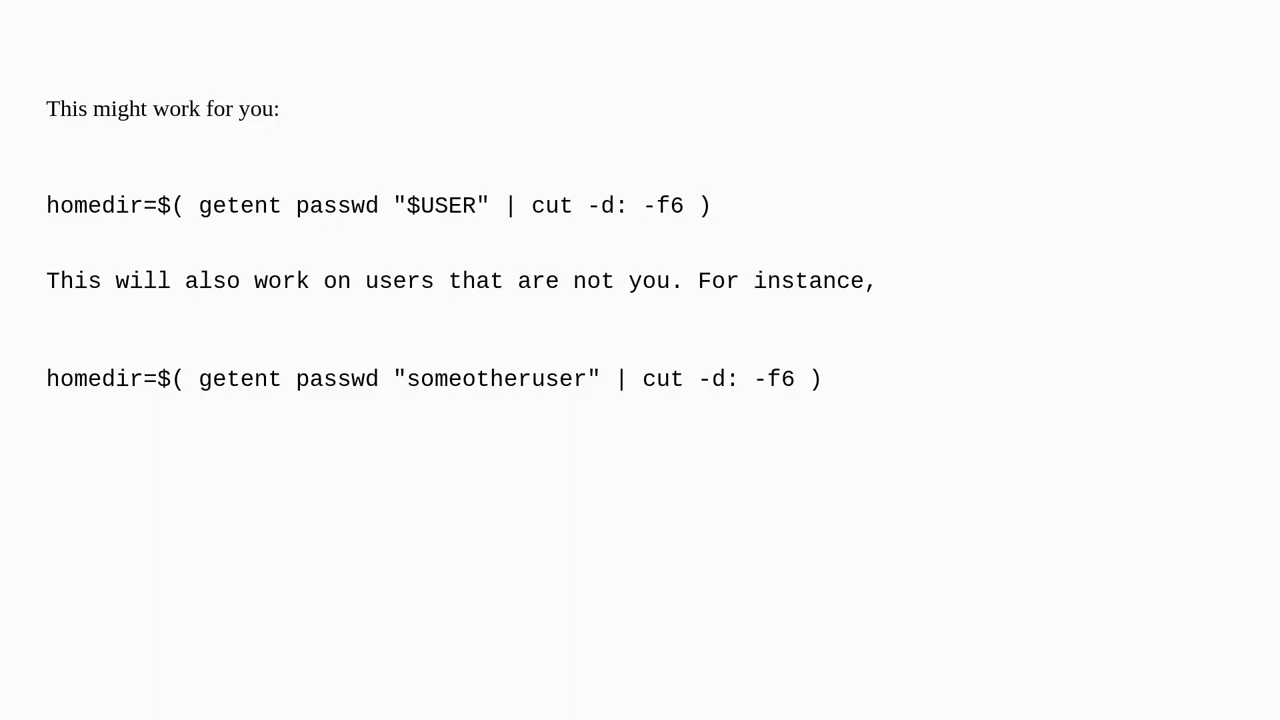 This might work for you:
homedir=$( getent passwd "$USER" | cut -d: -f6 )
This will also work on users that are not you. For instance,
homedir=$( getent passwd "someotheruser" | cut -d: -f6 )